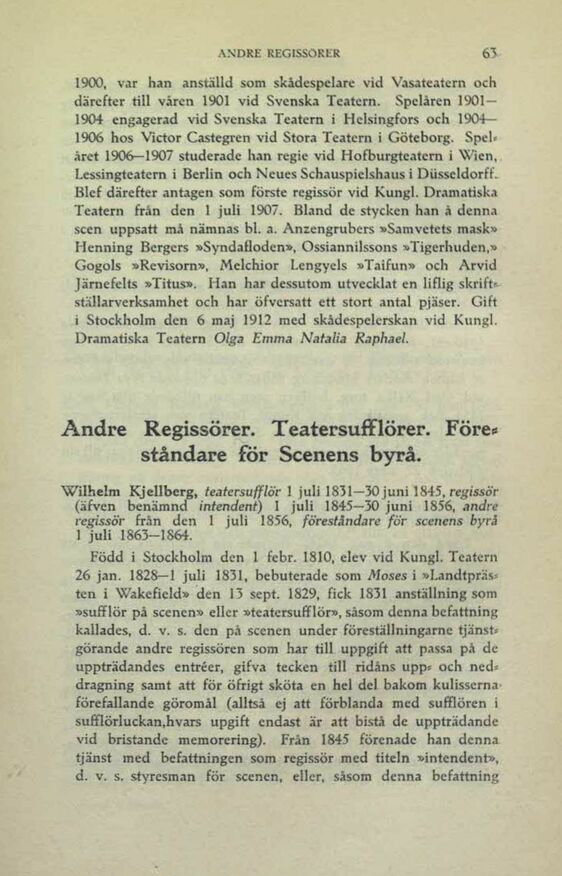 ANDRE REGISSÖRER 63
1900, var han anställd som skådespelare vid Vasateatern och
därefter till våren 1901 vid Svenska Teatern. Spelåren 1901—
1904 engagerad vid Svenska Teatern i Helsingfors och 1904—
1906 hos Victor Castegren vid Stora Teatern i Göteborg. Spel-
året 1906—1907 studerade han regie vid Hofburgteatern i Wien,
Lessingteatern i Berlin och Neues Schauspielshaus i Düsseldorff.
Blef därefter antagen som förste regissör vid Kungl. Dramatiska
Teatern från den 1 juli 1907. Bland de stycken han å denna
scen uppsatt må nämnas bl. a. Anzengrubers »Samvetets mask»
Henning Bergers »Syndafloden», Ossiannilssons »Tigerhuden,»
Gogols »Revisorn», Melchior Lengyels »Taifun» och Arvid
Järnefelts »Titus». Han har dessutom utvecklat en liflig skrift-
ställarverksamhet och har öfversatt ett stort antal pjäser. Gift
i Stockholm den 6 maj 1912 med skådespelerskan vid Kungl.
Dramatiska Teatern Olga Emma Natalia Raphael.
Andre Regissörer. Teatersufflörer. Före-
ståndare för Scenens byrå.
Wilhelm Kjellberg, teatersufflör 1 juli 1831—30 juni 1845, regissör
(äfven benämnd intendent) 1 juli 1845—30 juni 1856, andre
regissör från den 1 juli 1856, föreståndare för scenens byrå
1 juli 1863—1864.
Född i Stockholm den 1 febr. 1810, elev vid Kungl. Teatern
26 jan. 1828—1 juli 1831, bebuterade som Moses i »Landtpräs-
ten i Wakefield» den 13 sept. 1829, fick 1831 anställning som
»sufflör på scenen» eller »teatersufflör», såsom denna befattning
kallades, d. v. s. den på scenen under föreställningarne tjänst-
görande andre regissören som har till uppgift att passa på de
uppträdandes entréer, gifva tecken till ridåns upp- och ned-
dragning samt att för öfrigt sköta en hel del bakom kulisserna
förefallande göromål (alltså ej att förblanda med sufflören i
sufflörluckan,hvars upgift endast är att bistå de uppträdande
vid bristande memorering). Från 1845 förenade han denna
tjänst med befattningen som regissör med titeln »intendent»,
d. v. s. styresman för scenen, eller, såsom denna befattning